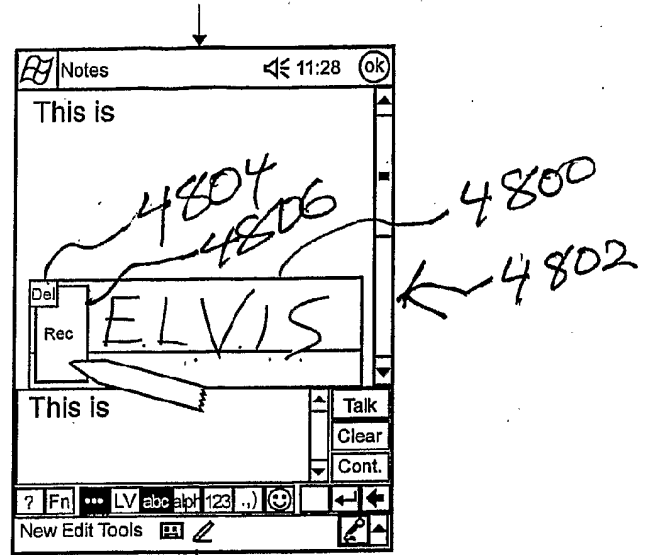 Notes 11:28 ok
This is
4804
4806
4800
4802
Del
Rec
E.L.V.I.S
This is
Talk
Clear
Cont.
? Fn ... LV abc alph 123 .,)
New Edit Tools